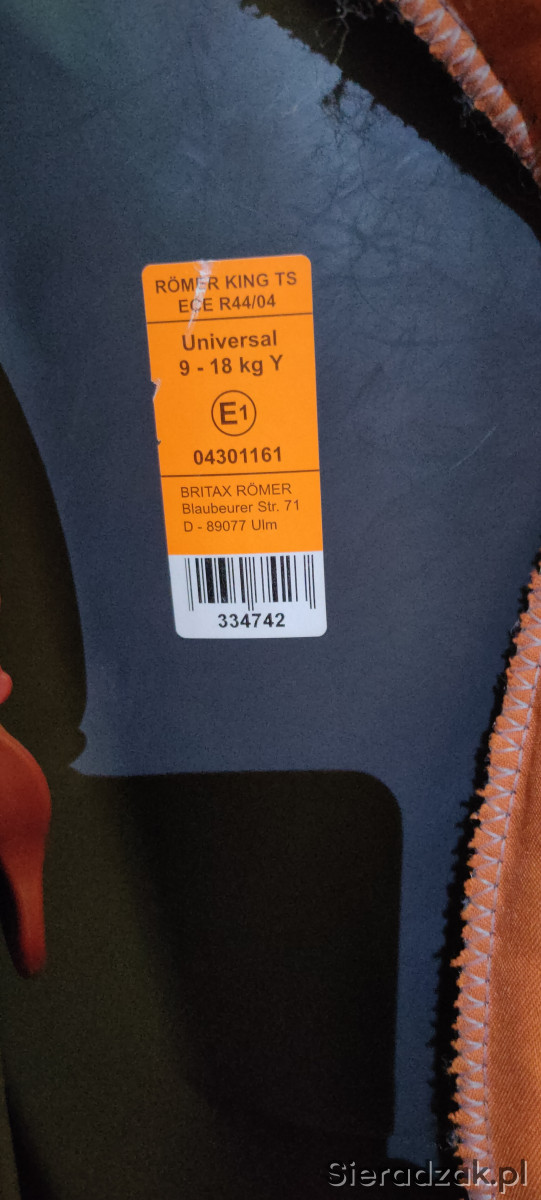 RÖMER KING TS
ECE R44/04
Universal
9 - 18 kg Y
E1
04301161
BRITAX RÖMER
Blaubeurer Str. 71
D - 89077 Ulm
334742
Sieradzak.pl